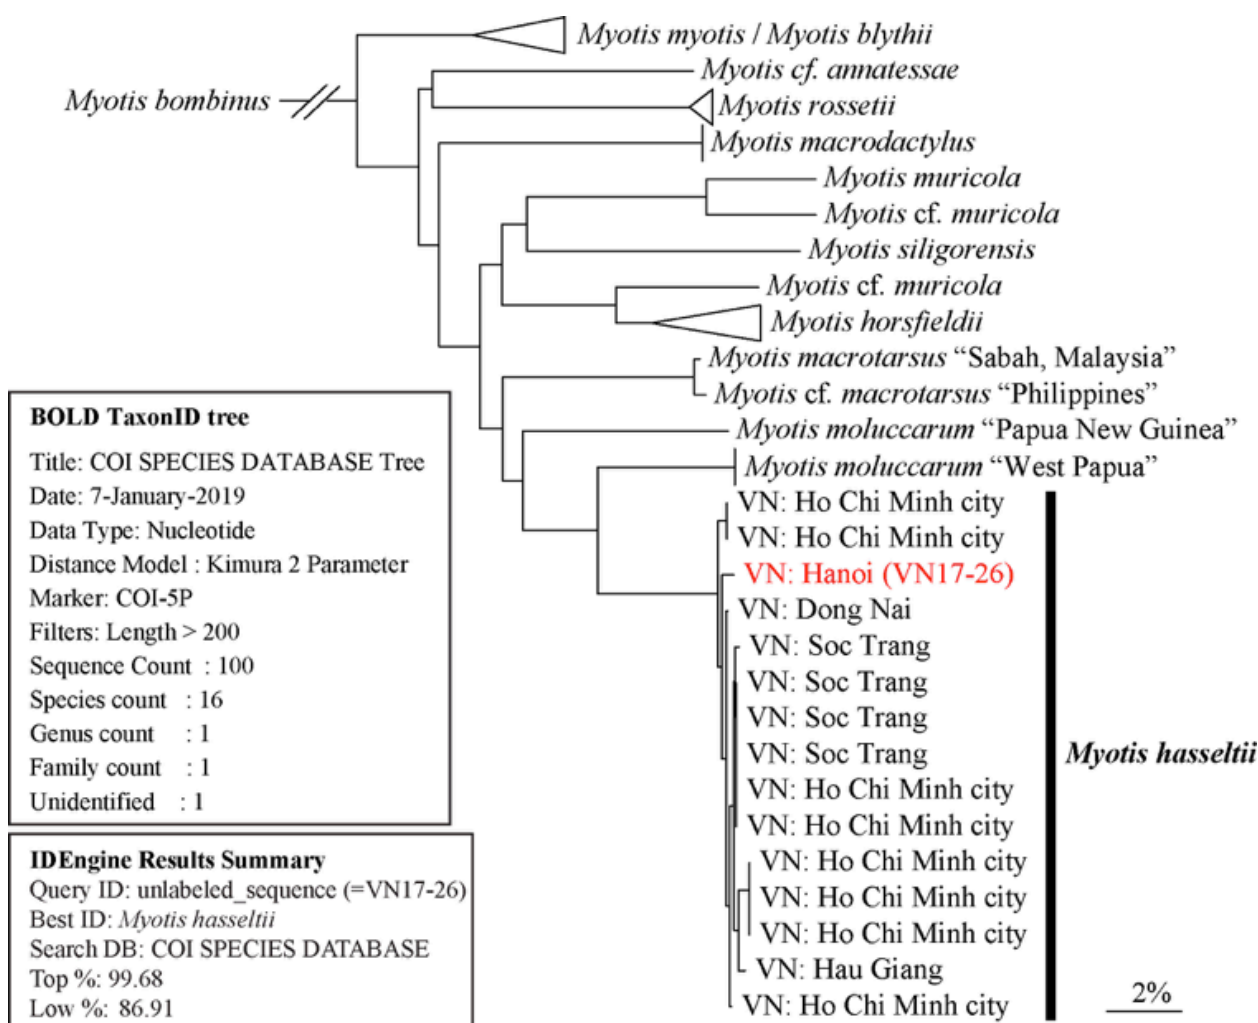 Myotis myotis / Myotis blythii
Myotis cf. annatessae
Myotis bombinus
Myotis rossetii
Myotis macrodactylus
Myotis muricola
Myotis cf. muricola
Myotis siligorensis
Myotis cf. muricola
Myotis horsfieldii
Myotis macrotarsus “Sabah, Malaysia”
Myotis cf. macrotarsus “Philippines”
Myotis moluccarum “Papua New Guinea”
Myotis moluccarum “West Papua”
VN: Ho Chi Minh city
VN: Ho Chi Minh city
VN: Hanoi (VN17-26)
VN: Dong Nai
VN: Soc Trang
VN: Soc Trang
VN: Soc Trang
VN: Soc Trang
VN: Ho Chi Minh city
VN: Ho Chi Minh city
VN: Ho Chi Minh city
VN: Ho Chi Minh city
VN: Ho Chi Minh city
VN: Hau Giang
VN: Ho Chi Minh city
Myotis hasseltii
2%
BOLD TaxonID tree
Title: COI SPECIES DATABASE Tree
Date: 7-January-2019
Data Type: Nucleotide
Distance Model : Kimura 2 Parameter
Marker: COI-5P
Filters: Length > 200
Sequence Count : 100
Species count : 16
Genus count : 1
Family count : 1
Unidentified : 1
IDEngine Results Summary
Query ID: unlabeled_sequence (=VN17-26)
Best ID: Myotis hasseltii
Search DB: COI SPECIES DATABASE
Top %: 99.68
Low %: 86.91